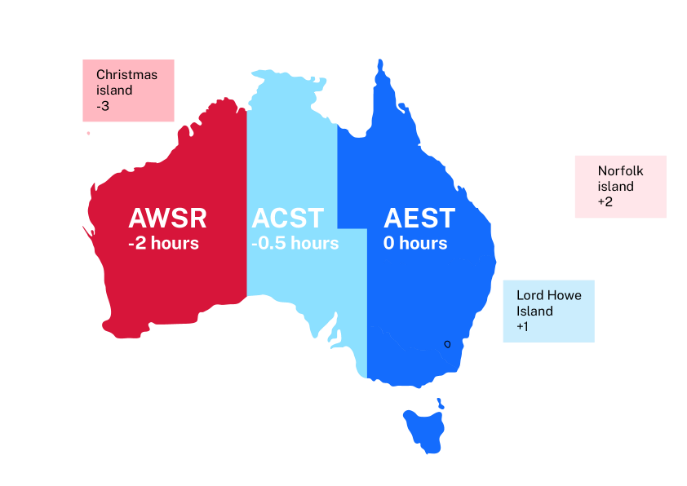 Christmas
island
-3
AWSR
-2 hours
ACST
-0.5 hours
AEST
0 hours
Norfolk
island
+2
Lord Howe
Island
+1